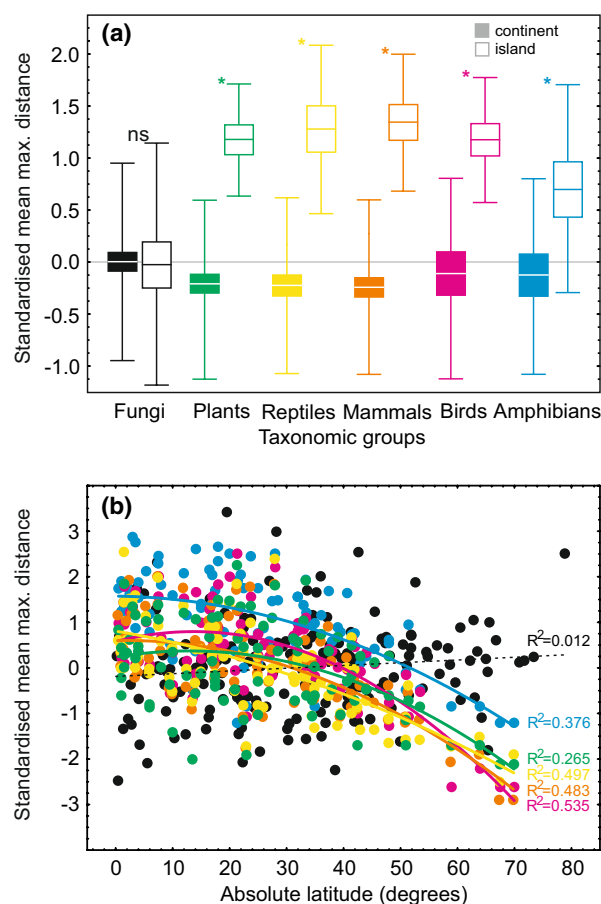 (a)
continent
island
Standardised mean max. distance
2.0
1.5
1.0
0.5
0.0
-0.5
-1.0
ns
*
*
*
*
*
Fungi Plants Reptiles Mammals Birds Amphibians
Taxonomic groups
(b)
Standardised mean max. distance
3
2
1
0
-1
-2
-3
R²=0.012
R²=0.376
R²=0.265
R²=0.497
R²=0.483
R²=0.535
0 10 20 30 40 50 60 70 80
Absolute latitude (degrees)